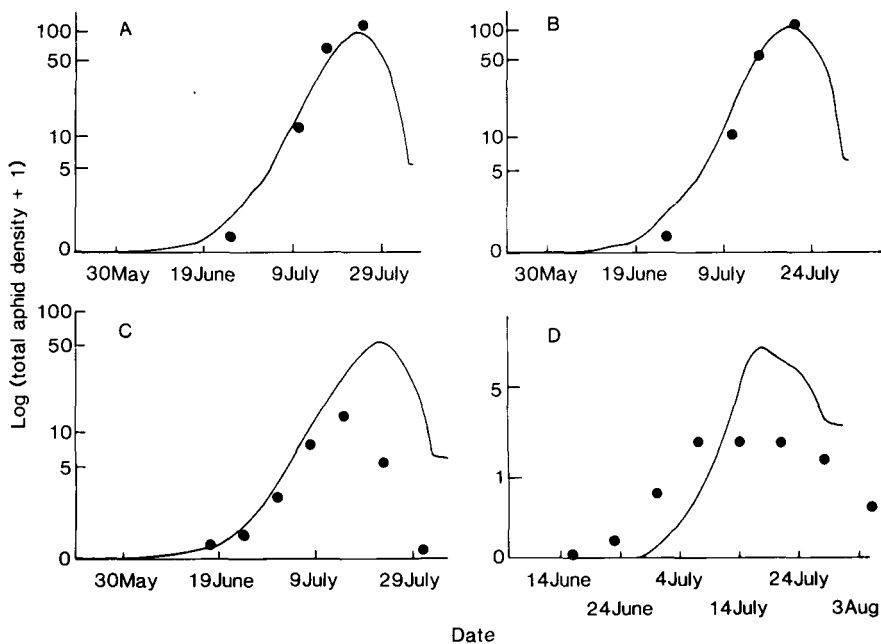 A
100
50
10
5
0
30May 19June 9July 29July
B
100
50
10
5
0
30May 19June 9July 24July
C
100
50
10
5
0
30May 19June 9July 29July
D
5
1
0
14June 4July 24July
24June 14July 3Aug
Log (total aphid density + 1)
Date